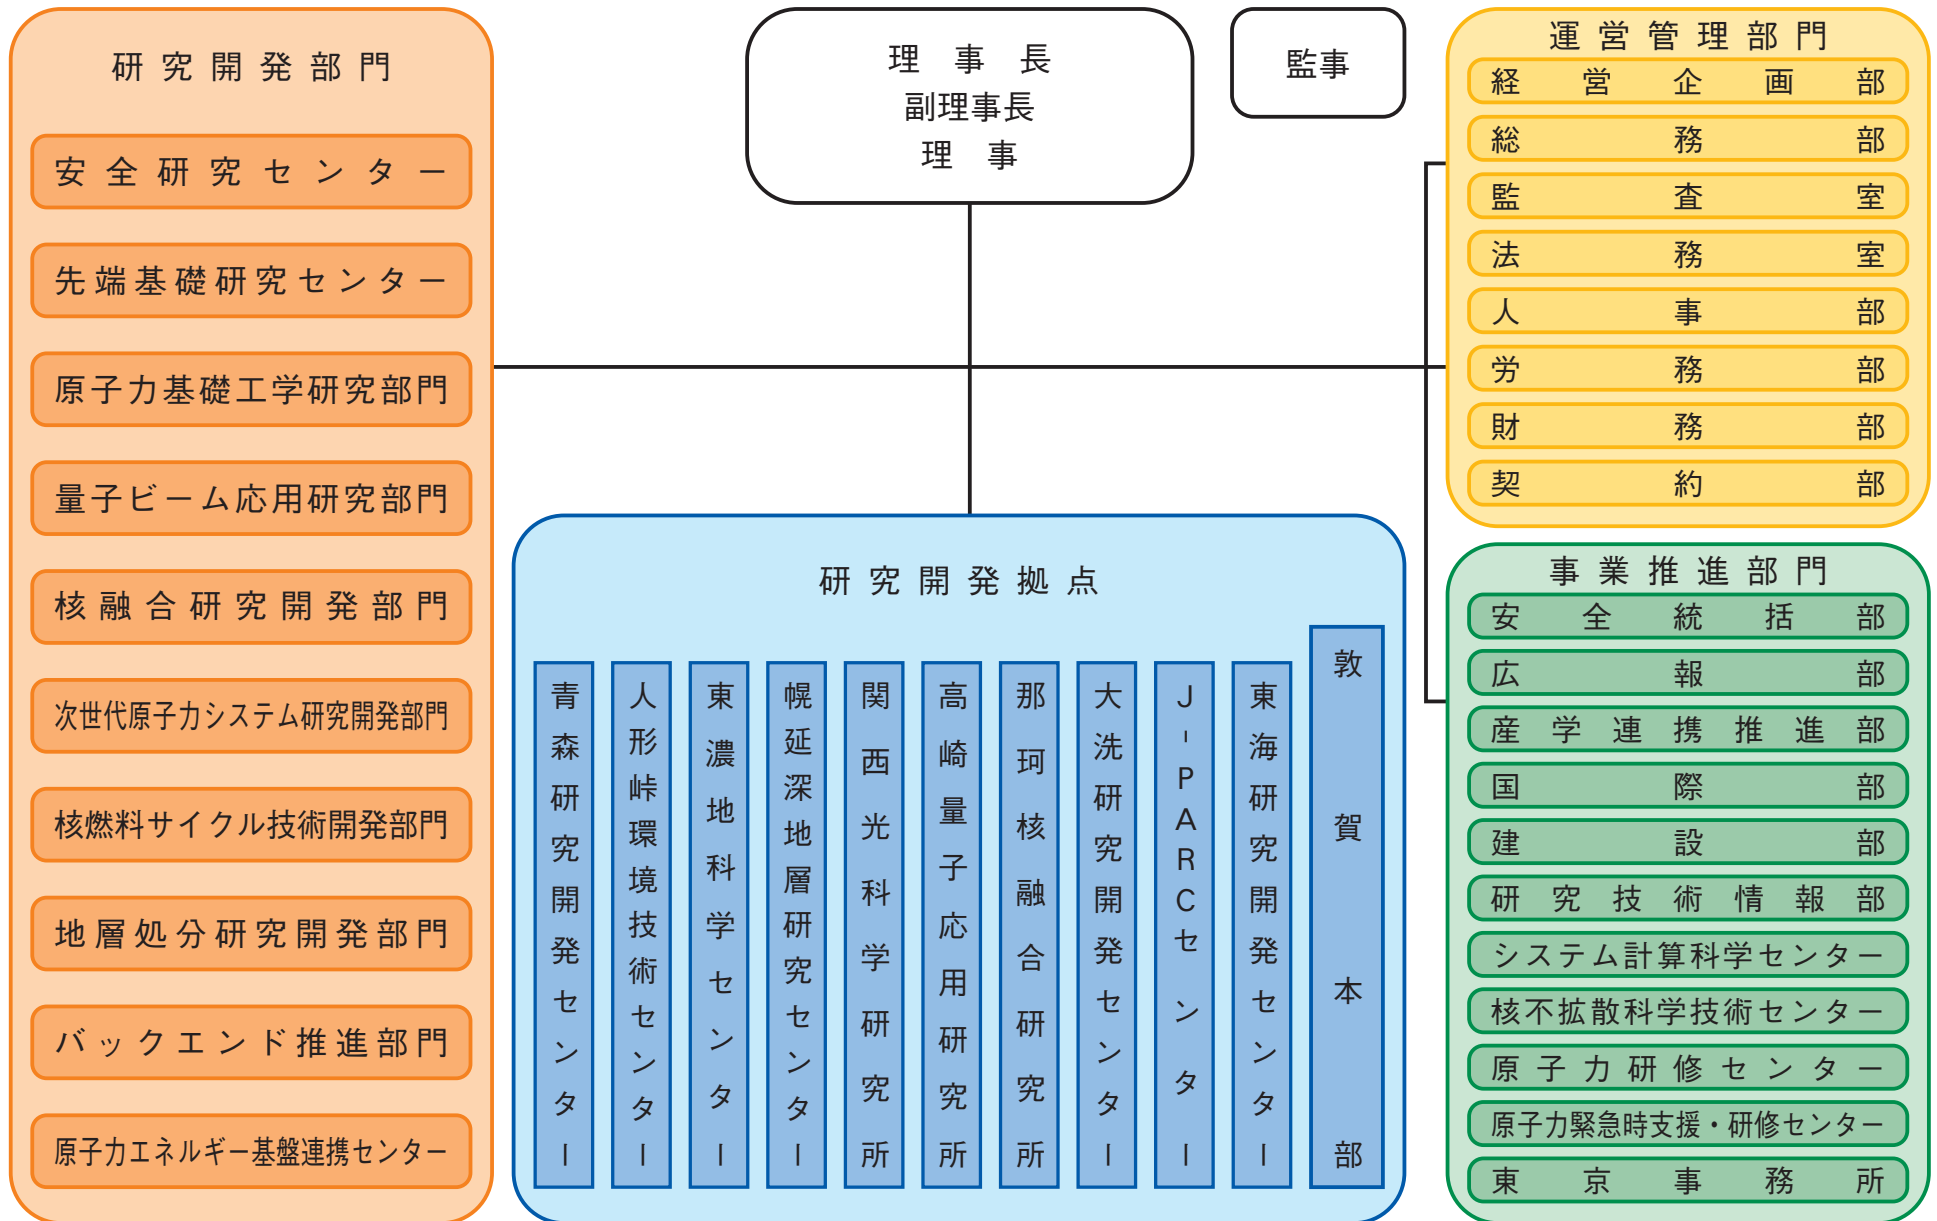 研究開発部門
安全研究センター
先端基礎研究センター
原子力基礎工学研究部門
量子ビーム応用研究部門
核融合研究開発部門
次世代原子力システム研究開発部門
核燃料サイクル技術開発部門
地層処分研究開発部門
バックエンド推進部門
原子力エネルギー基盤連携センター
理事長
副理事長
理事
監事
研究開発拠点
敦賀本部
東海研究開発センター
J-PARCセンター
大洗研究開発センター
那珂核融合研究所
高崎量子応用研究所
関西光科学研究所
幌延深地層研究センター
東濃地科学センター
人形峠環境技術センター
青森研究開発センター
運営管理部門
経営企画部
総務部
監査室
法務室
人事部
労務部
財務部
契約部
事業推進部門
安全統括部
広報部
産学連携推進部
国際部
建設部
研究技術情報部
システム計算科学センター
核不拡散科学技術センター
原子力研修センター
原子力緊急時支援・研修センター
東京事務所